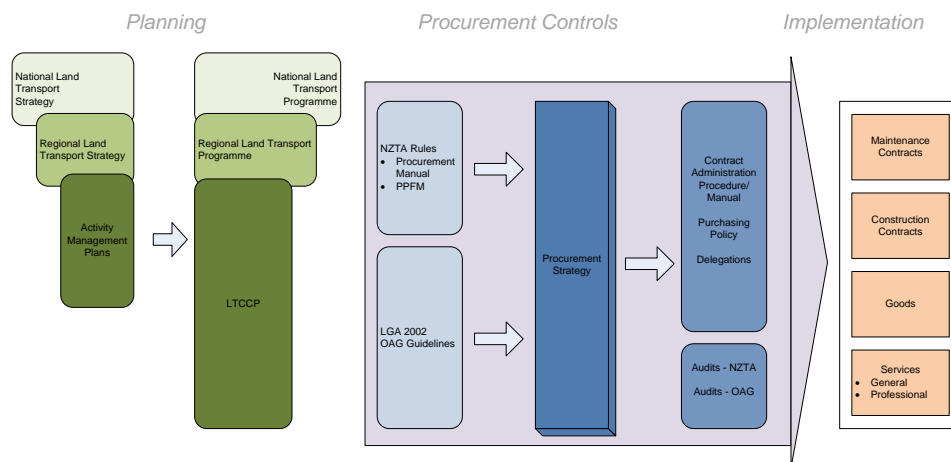 Planning
Procurement Controls
Implementation
National Land
Transport
Strategy
Regional Land
Transport Strategy
Activity
Management
Plans
National Land
Transport
Programme
Regional Land Transport
Programme
LTCCP
NZTA Rules
• Procurement
Manual
• PPFM
LGA 2002
OAG Guidelines
Procurement
Strategy
Contract
Administration
Procedure/
Manual
Purchasing
Policy
Delegations
Audits - NZTA
Audits - OAG
Maintenance
Contracts
Construction
Contracts
Goods
Services
• General
• Professional